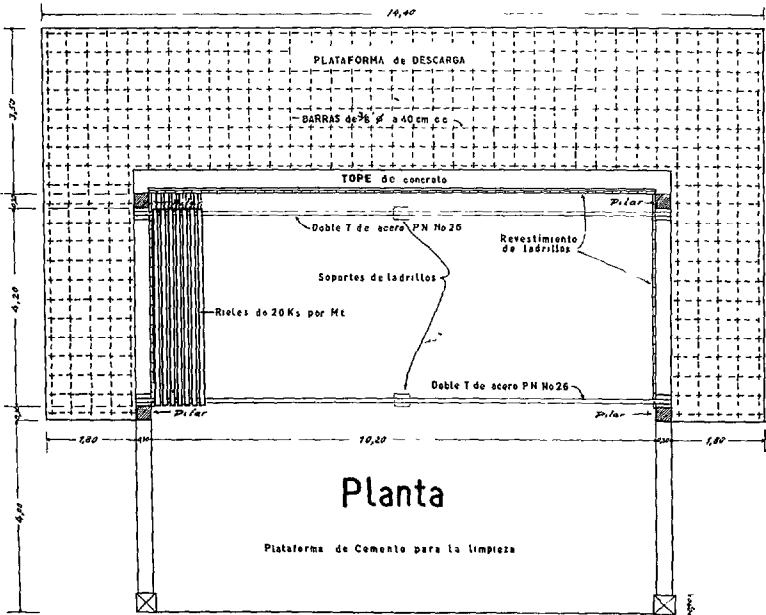 14,40
PLATAFORMA de DESCARGA
3,50
BARRAS de 3/8 ø a 40 cm c c
TOPE de concreto
Pilar
Doble T de acero PN No 26
Revestimiento
de ladrillos
Soportes de ladrillos
4,20
Rieles de 20 Ks por Mt
Doble T de acero PN No 26
Pilar
Pilar
1,80
10,20
1,80
4,00
Planta
Plataforma de Cemento para la limpieza